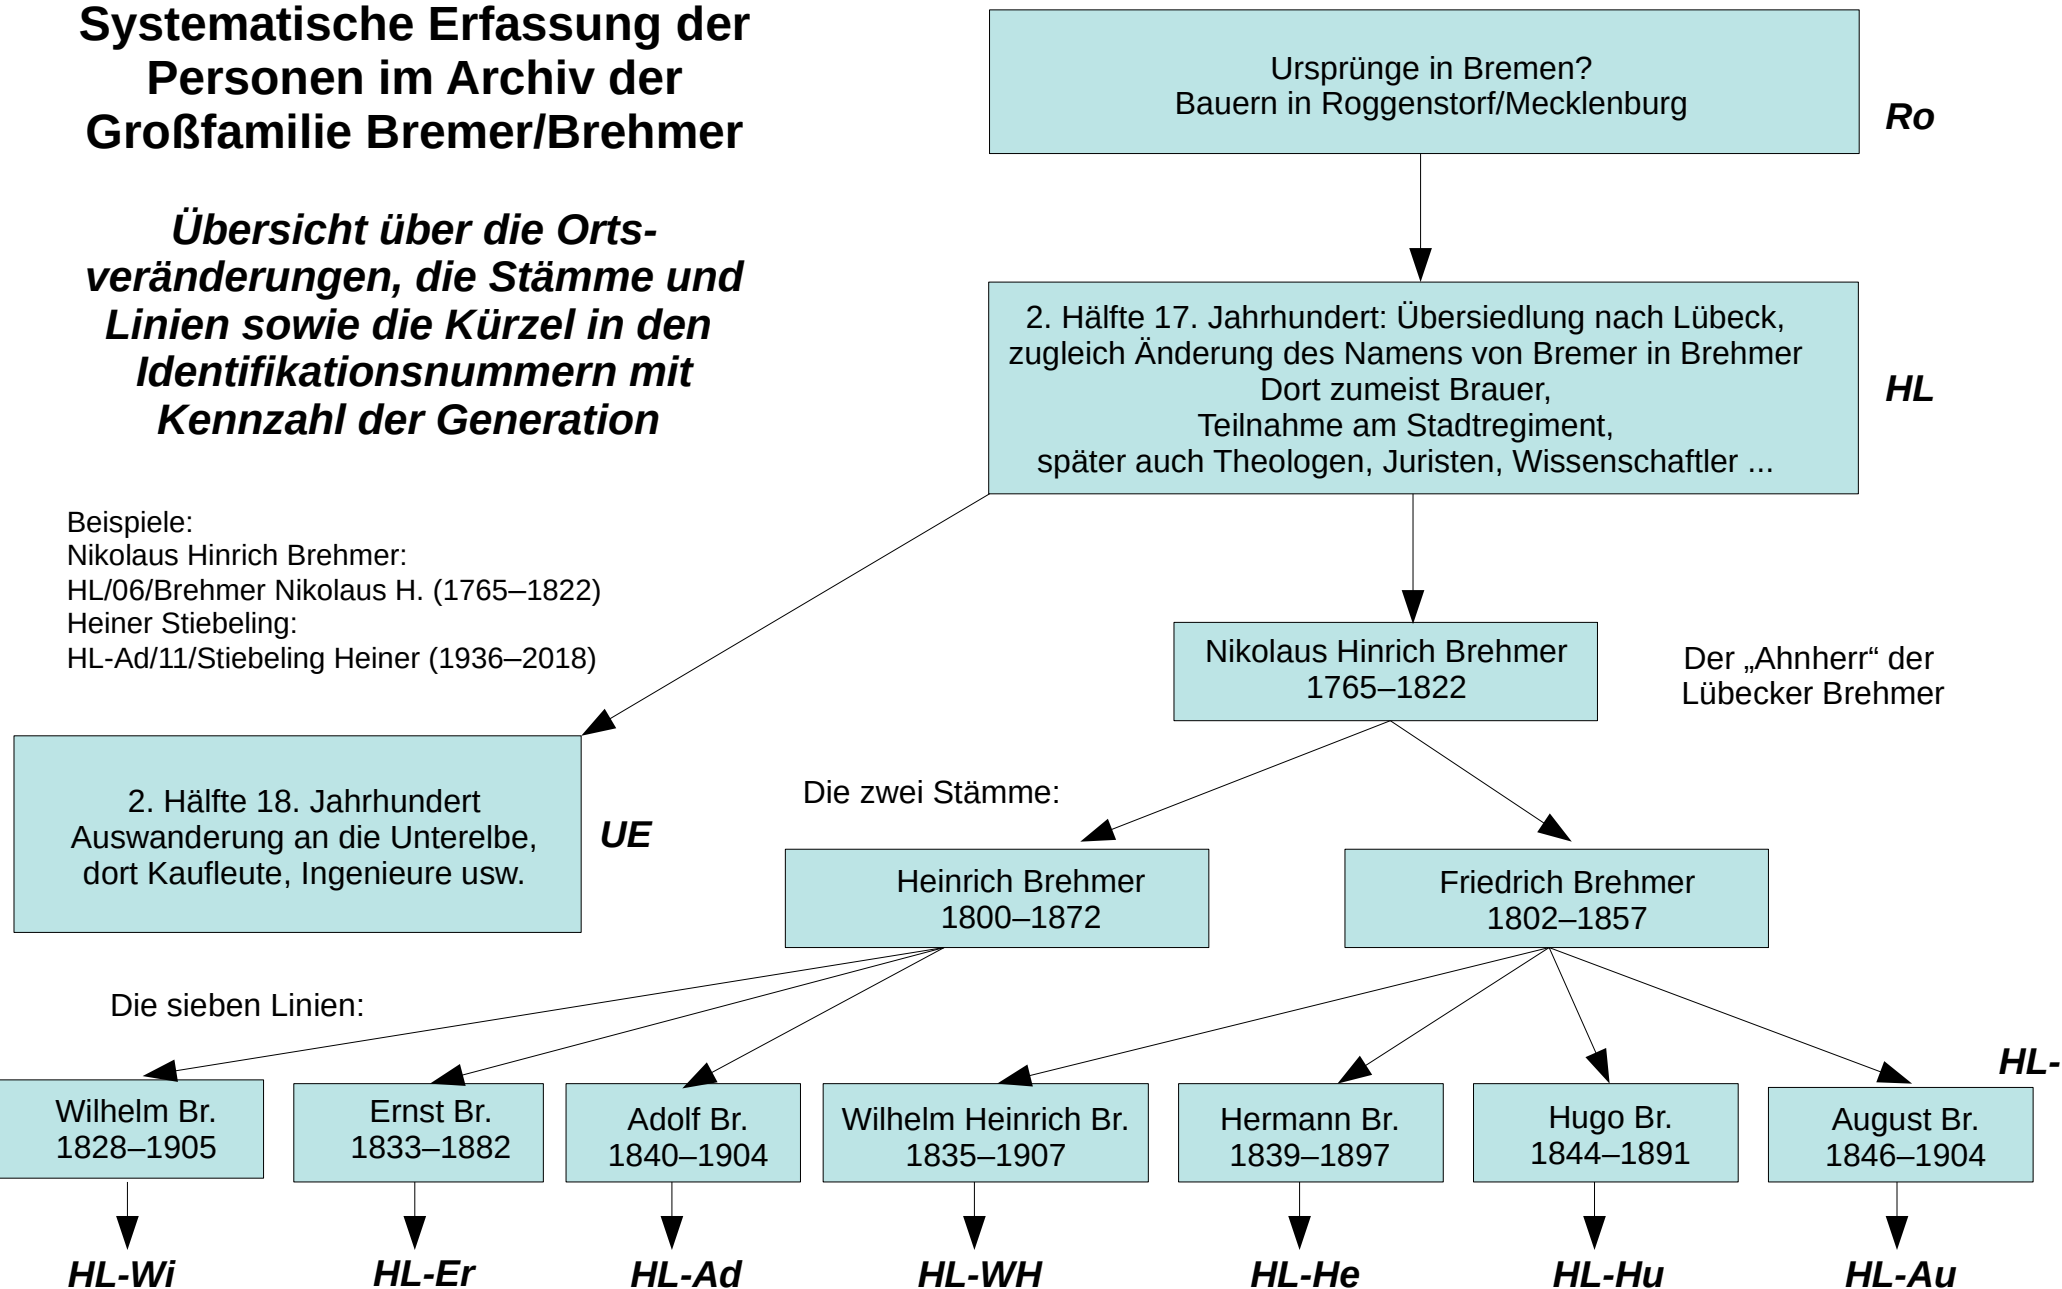 Systematische Erfassung der
Personen im Archiv der
Großfamilie Bremer/Brehmer
Übersicht über die Orts-
veränderungen, die Stämme und
Linien sowie die Kürzel in den
Identifikationsnummern mit
Kennzahl der Generation
Ursprünge in Bremen?
Bauern in Roggenstorf/Mecklenburg
Ro
2. Hälfte 17. Jahrhundert: Übersiedlung nach Lübeck,
zugleich Änderung des Namens von Bremer in Brehmer
Dort zumeist Brauer,
Teilnahme am Stadtregiment,
später auch Theologen, Juristen, Wissenschaftler ...
HL
Beispiele:
Nikolaus Hinrich Brehmer:
HL/06/Brehmer Nikolaus H. (1765–1822)
Heiner Stiebeling:
HL-Ad/11/Stiebeling Heiner (1936–2018)
Nikolaus Hinrich Brehmer
1765–1822
Der „Ahnherr“ der
Lübecker Brehmer
2. Hälfte 18. Jahrhundert
Auswanderung an die Unterelbe,
dort Kaufleute, Ingenieure usw.
UE
Die zwei Stämme:
Heinrich Brehmer
1800–1872
Friedrich Brehmer
1802–1857
Die sieben Linien:
HL-
Wilhelm Br.
1828–1905
Ernst Br.
1833–1882
Adolf Br.
1840–1904
Wilhelm Heinrich Br.
1835–1907
Hermann Br.
1839–1897
Hugo Br.
1844–1891
August Br.
1846–1904
HL-Wi
HL-Er
HL-Ad
HL-WH
HL-He
HL-Hu
HL-Au